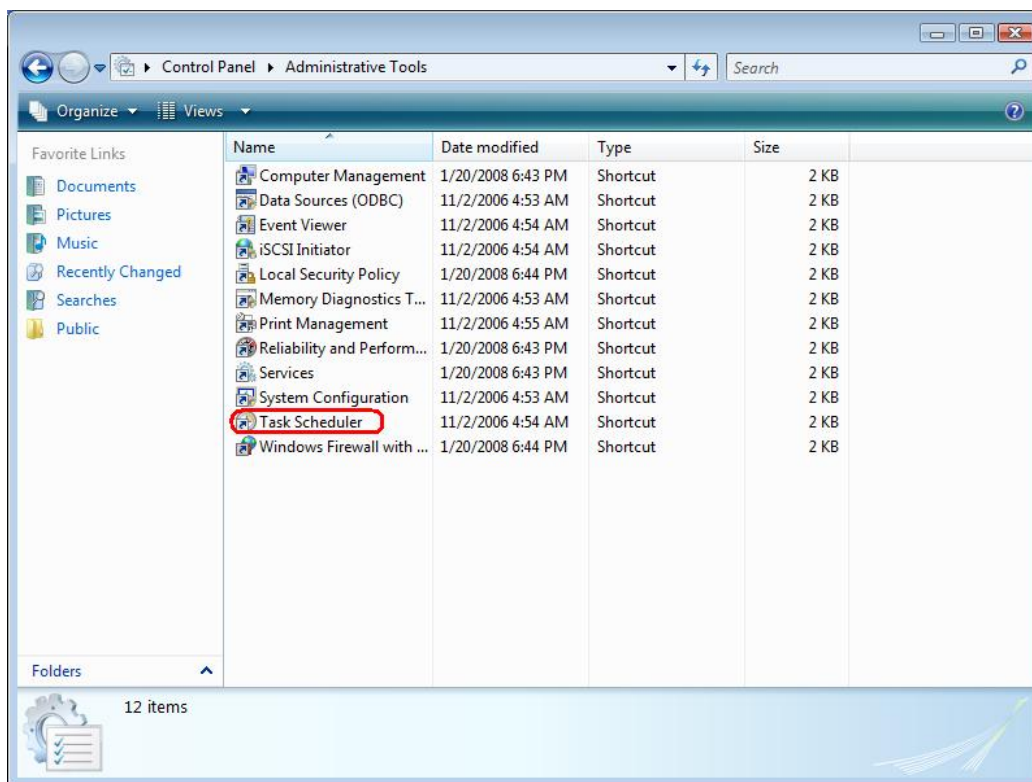 Control Panel Administrative Tools Search
Organize Views
Favorite Links
Documents
Pictures
Music
Recently Changed
Searches
Public
Folders
Name Date modified Type Size
Computer Management 1/20/2008 6:43 PM Shortcut 2 KB
Data Sources (ODBC) 11/2/2006 4:53 AM Shortcut 2 KB
Event Viewer 11/2/2006 4:54 AM Shortcut 2 KB
iSCSI Initiator 11/2/2006 4:54 AM Shortcut 2 KB
Local Security Policy 1/20/2008 6:44 PM Shortcut 2 KB
Memory Diagnostics T... 11/2/2006 4:53 AM Shortcut 2 KB
Print Management 11/2/2006 4:55 AM Shortcut 2 KB
Reliability and Perform... 1/20/2008 6:43 PM Shortcut 2 KB
Services 1/20/2008 6:43 PM Shortcut 2 KB
System Configuration 11/2/2006 4:53 AM Shortcut 2 KB
Task Scheduler 11/2/2006 4:54 AM Shortcut 2 KB
Windows Firewall with ... 1/20/2008 6:44 PM Shortcut 2 KB
12 items